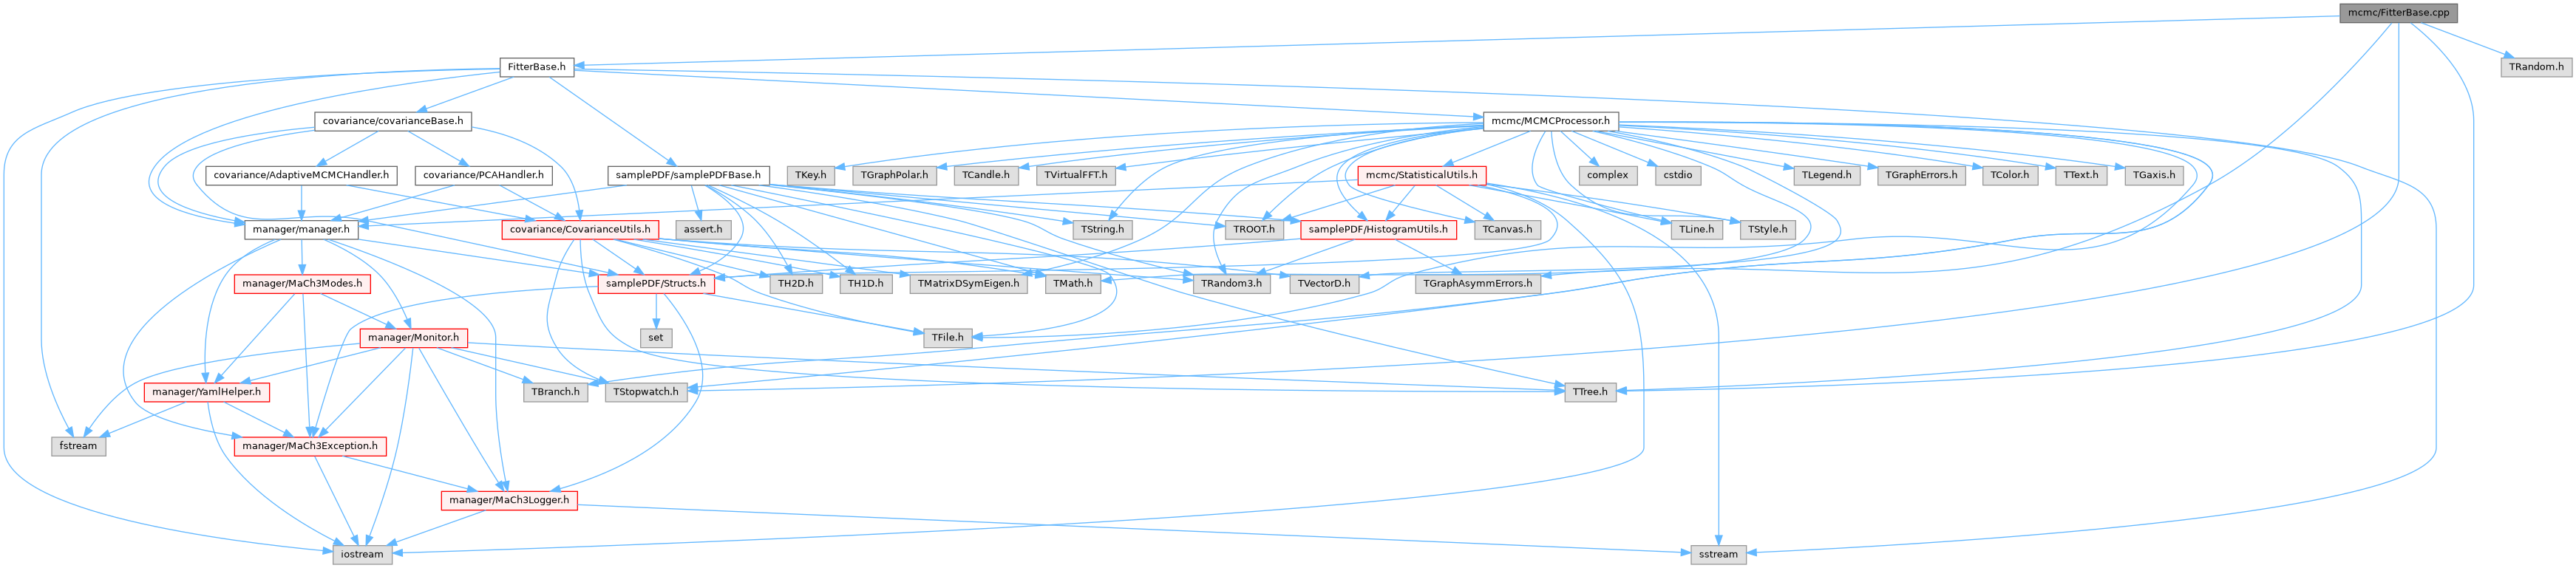 mcmc/FitterBase.cpp
FitterBase.h
TRandom.h
covariance/covarianceBase.h
mcmc/MCMCProcessor.h
covariance/AdaptiveMCMCHandler.h
covariance/PCAHandler.h
samplePDF/samplePDFBase.h
TKey.h
TGraphPolar.h
TCandle.h
TVirtualFFT.h
mcmc/StatisticalUtils.h
complex
cstdio
TLegend.h
TGraphErrors.h
TColor.h
TText.h
TGaxis.h
manager/manager.h
covariance/CovarianceUtils.h
assert.h
TString.h
TROOT.h
samplePDF/HistogramUtils.h
TCanvas.h
TLine.h
TStyle.h
manager/MaCh3Modes.h
samplePDF/Structs.h
TH2D.h
TH1D.h
TMatrixDSymEigen.h
TMath.h
TRandom3.h
TVectorD.h
TGraphAsymmErrors.h
manager/Monitor.h
set
TFile.h
manager/YamlHelper.h
TBranch.h
TStopwatch.h
TTree.h
fstream
manager/MaCh3Exception.h
manager/MaCh3Logger.h
iostream
sstream